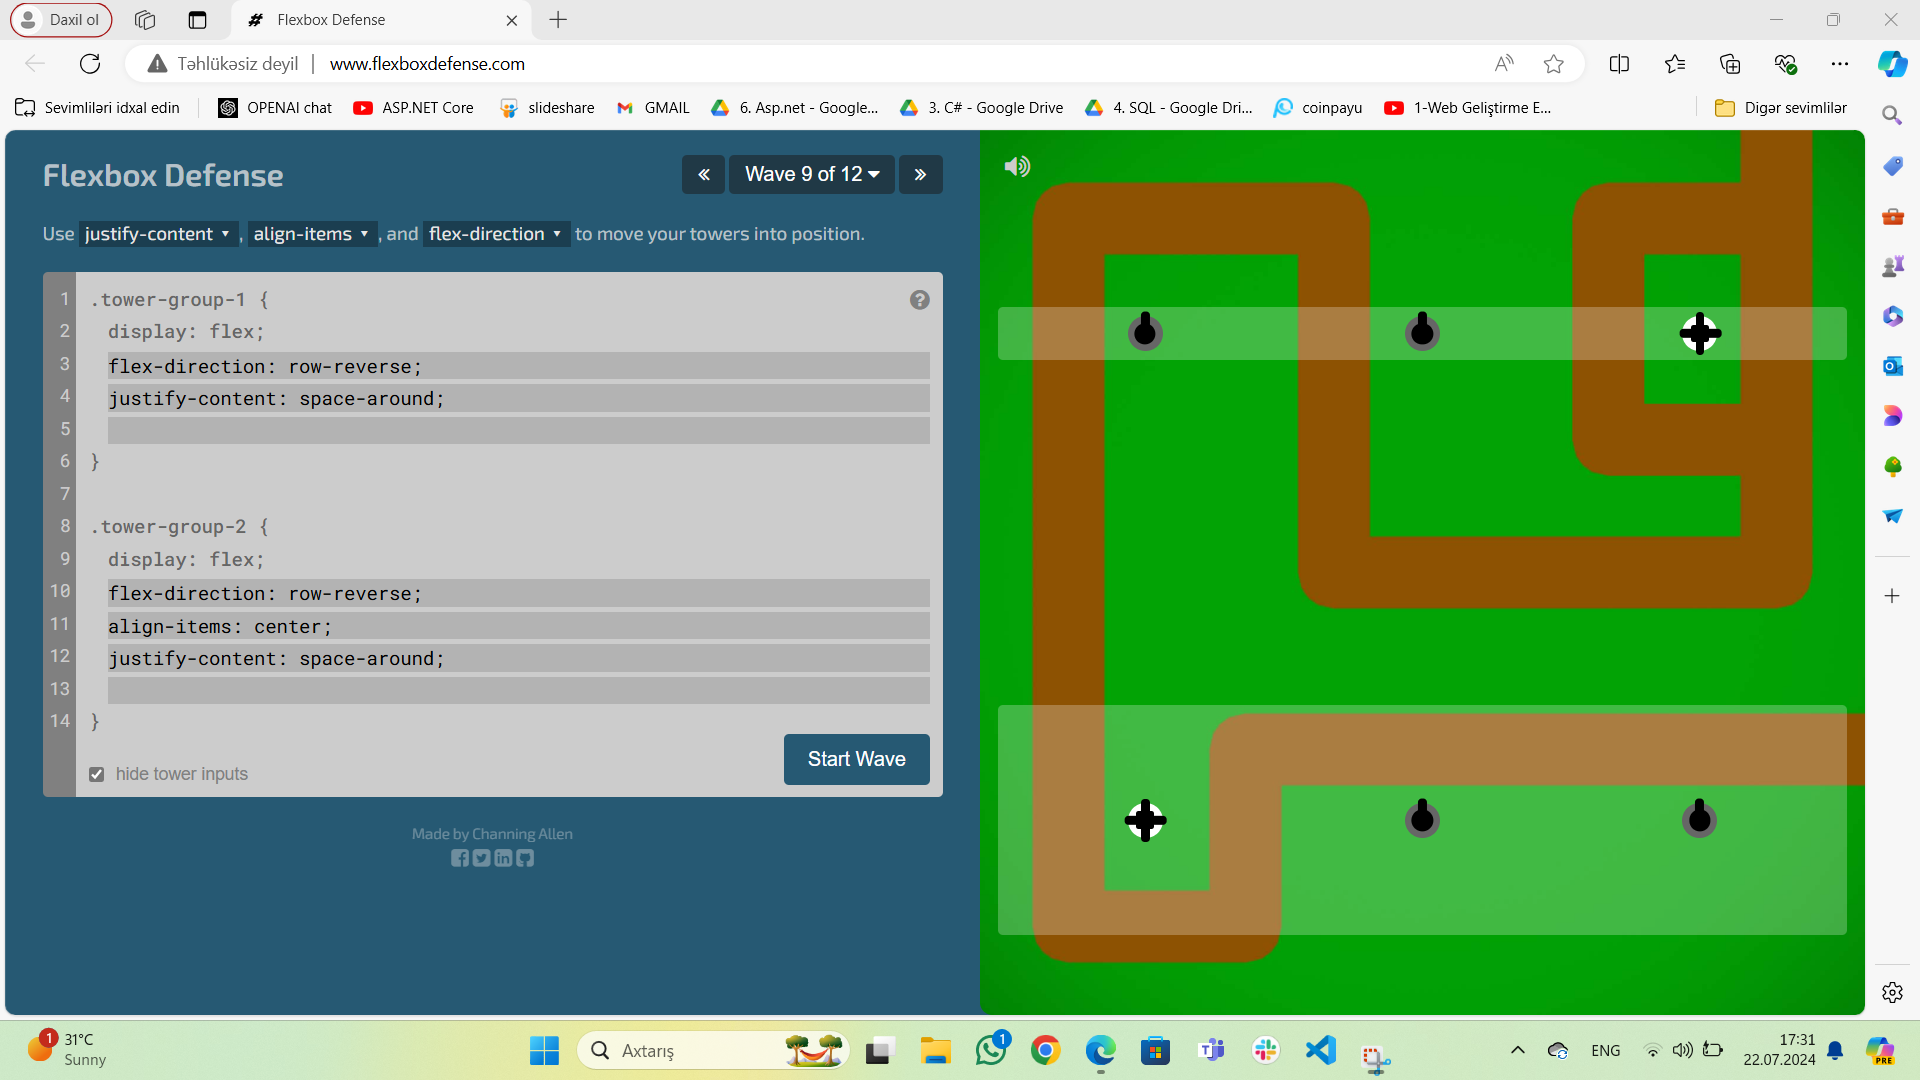 Daxil ol
Flexbox Defense
Təhlükəsiz deyil
www.flexboxdefense.com
Sevimliləri idxal edin
OPENAI chat
ASP.NET Core
slideshare
GMAIL
6. Asp.net - Google...
3. C# - Google Drive
4. SQL - Google Dri...
coinpayu
1-Web Geliştirme E...
Digər sevimlilər
Flexbox Defense
«
Wave 9 of 12
»
Use justify-content , align-items , and flex-direction to move your towers into position.
1 .tower-group-1 {
2 display: flex;
3 flex-direction: row-reverse;
4 justify-content: space-around;
5
6 }
7
8 .tower-group-2 {
9 display: flex;
10 flex-direction: row-reverse;
11 align-items: center;
12 justify-content: space-around;
13
14 }
hide tower inputs
Start Wave
Made by Channing Allen
1
31°C
Sunny
Axtarış
1
ENG
17:31
22.07.2024
PRE